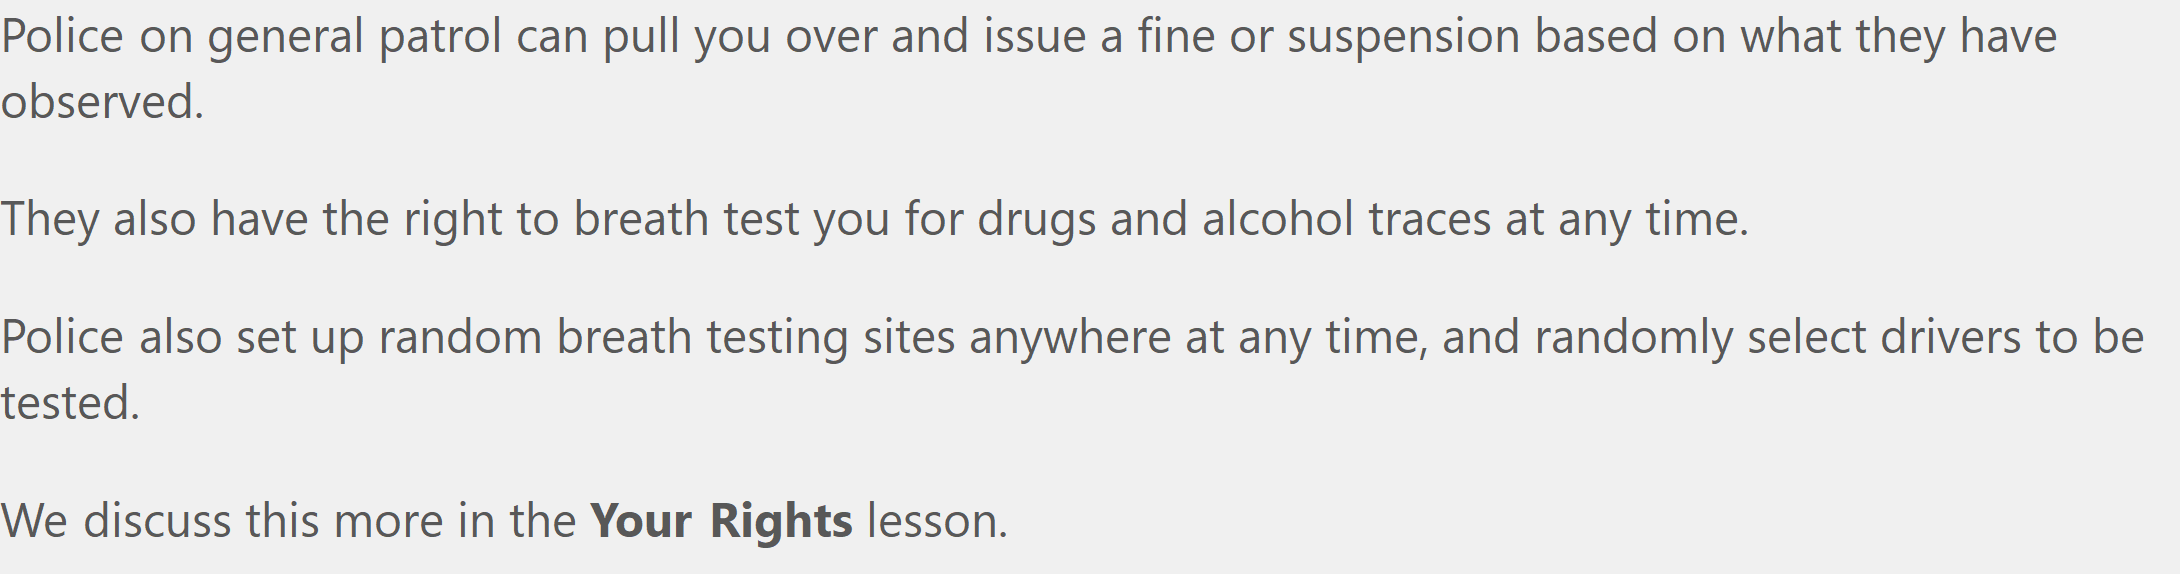 Police on general patrol can pull you over and issue a fine or suspension based on what they have
observed.
They also have the right to breath test you for drugs and alcohol traces at any time.
Police also set up random breath testing sites anywhere at any time, and randomly select drivers to be
tested.
We discuss this more in the Your Rights lesson.